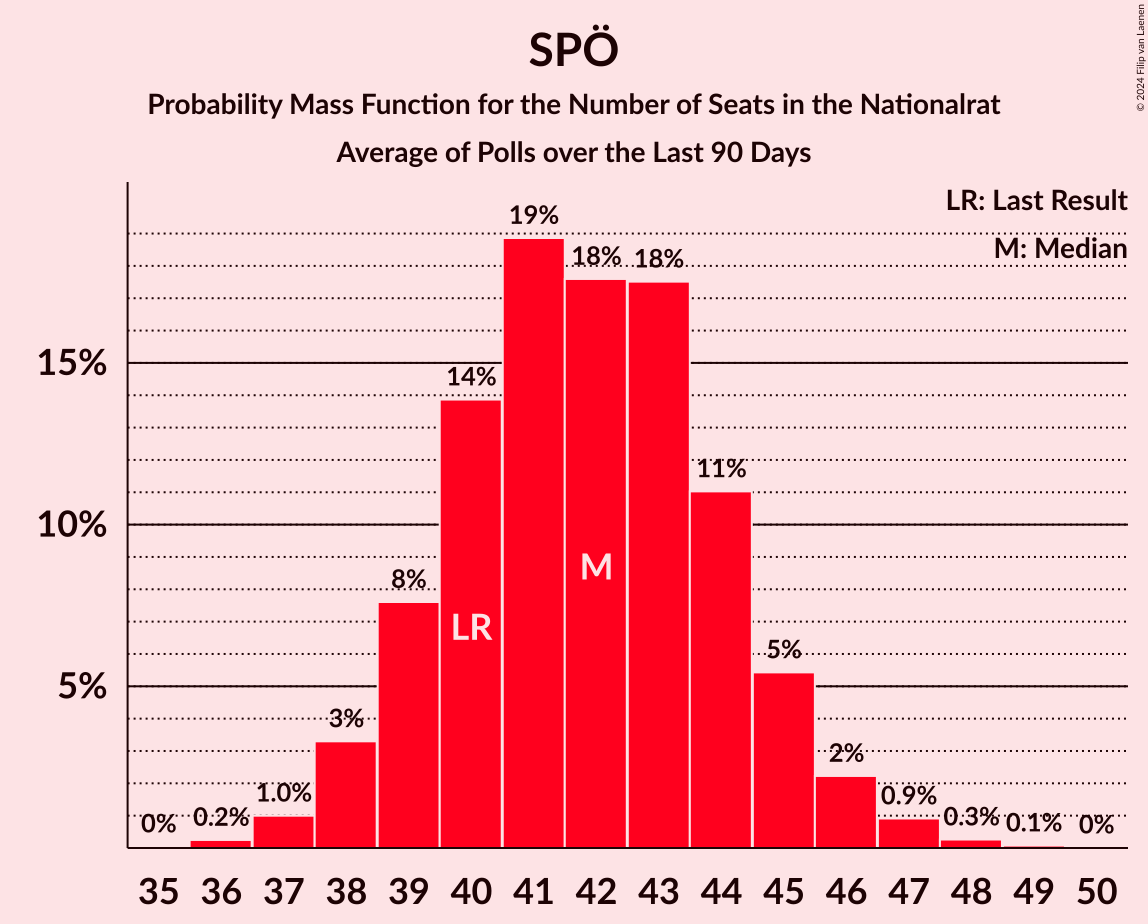 SPÖ
Probability Mass Function for the Number of Seats in the Nationalrat
Average of Polls over the Last 90 Days
© 2024 Filip van Laenen
LR: Last Result
M: Median
19%
18%
18%
15%
14%
11%
10%
M
8%
LR
5%
5%
3%
2%
1.0%
0.9%
0%
0.2%
0.3%
0.1%
0%
35 36 37 38 39 40 41 42 43 44 45 46 47 48 49 50